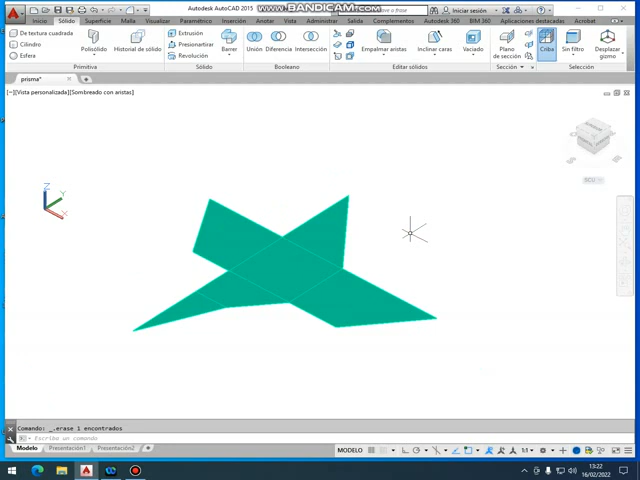 Autodesk AutoCAD 2015
WWW.BANDICAM.COM
Iniciar sesión
Inicio Sólido Superficie Malla Visualizar Paramétrico Inserción Anotar Vista Administrar Salida Complementos Autodesk 360 BIM 360 Aplicaciones destacadas Acrobat
De textura cuadrada
Cilindro
Esfera
Polisólido
Historial de sólido
Extrusión
Presionartirar
Revolución
Barrer
Unión
Diferencia
Intersección
Empalmar aristas
Inclinar caras
Vaciado
Plano
de sección
Criba
Sin filtro
Desplazar
gizmo
Primitiva
Sólido
Booleano
Editar sólidos
Sección
Selección
prisma*
[−][Vista personalizada][Sombreado con aristas]
Z
Y
X
Comando: _.erase 1 encontrados
Escriba un comando
Modelo Presentación1 Presentación2
MODELO
1:1
13:22
16/02/2022